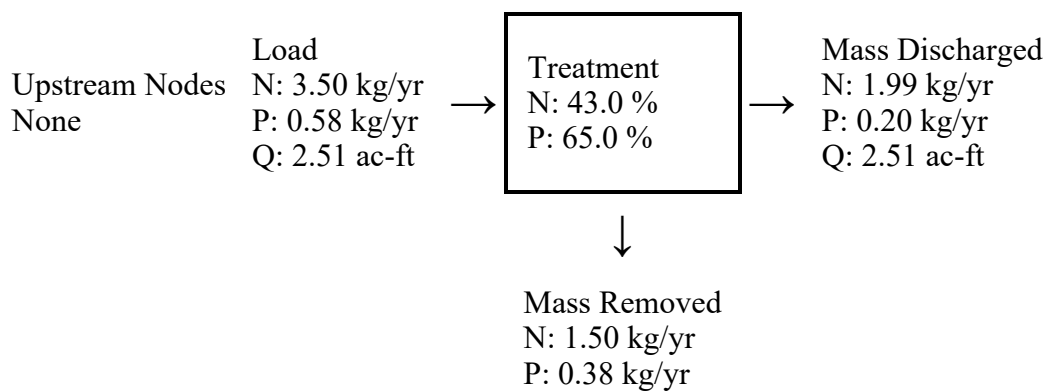 Upstream Nodes
None
Load
N: 3.50 kg/yr
P: 0.58 kg/yr
Q: 2.51 ac-ft
→
Treatment
N: 43.0 %
P: 65.0 %
→
Mass Discharged
N: 1.99 kg/yr
P: 0.20 kg/yr
Q: 2.51 ac-ft
↓
Mass Removed
N: 1.50 kg/yr
P: 0.38 kg/yr